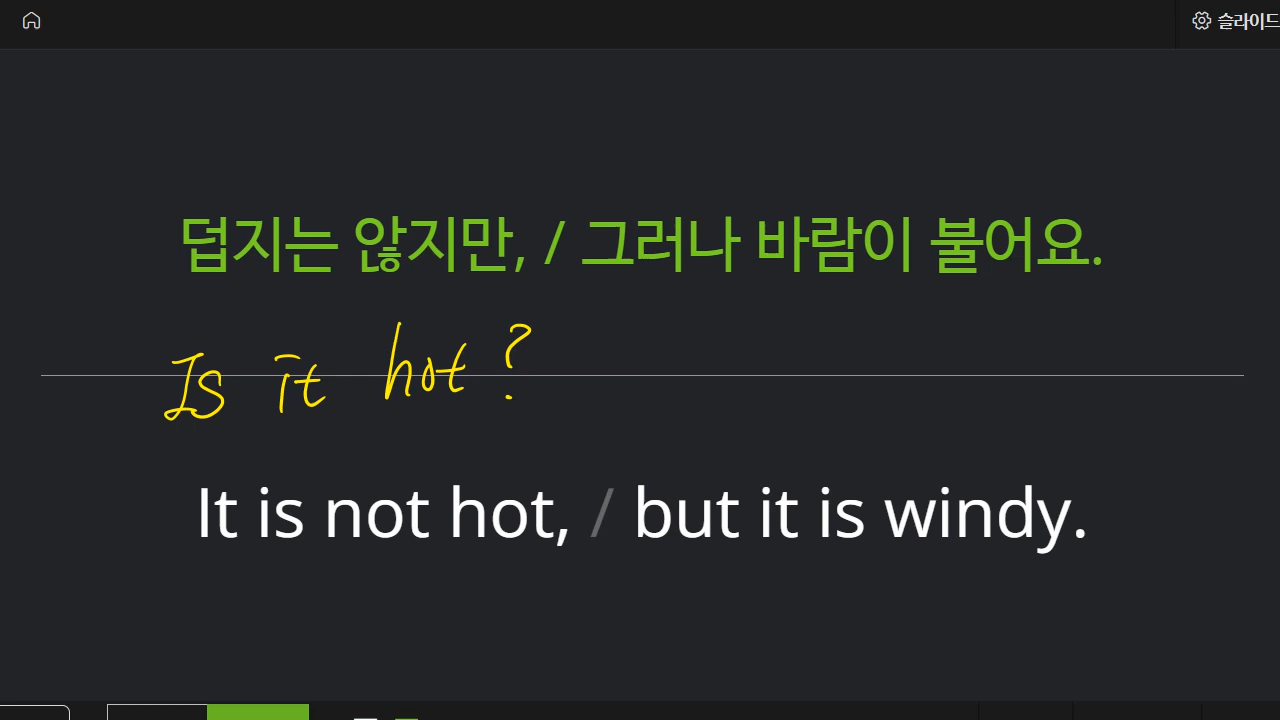 슬라이드
덥지는 않지만, / 그러나 바람이 불어요.
Is it hot?
It is not hot, / but it is windy.